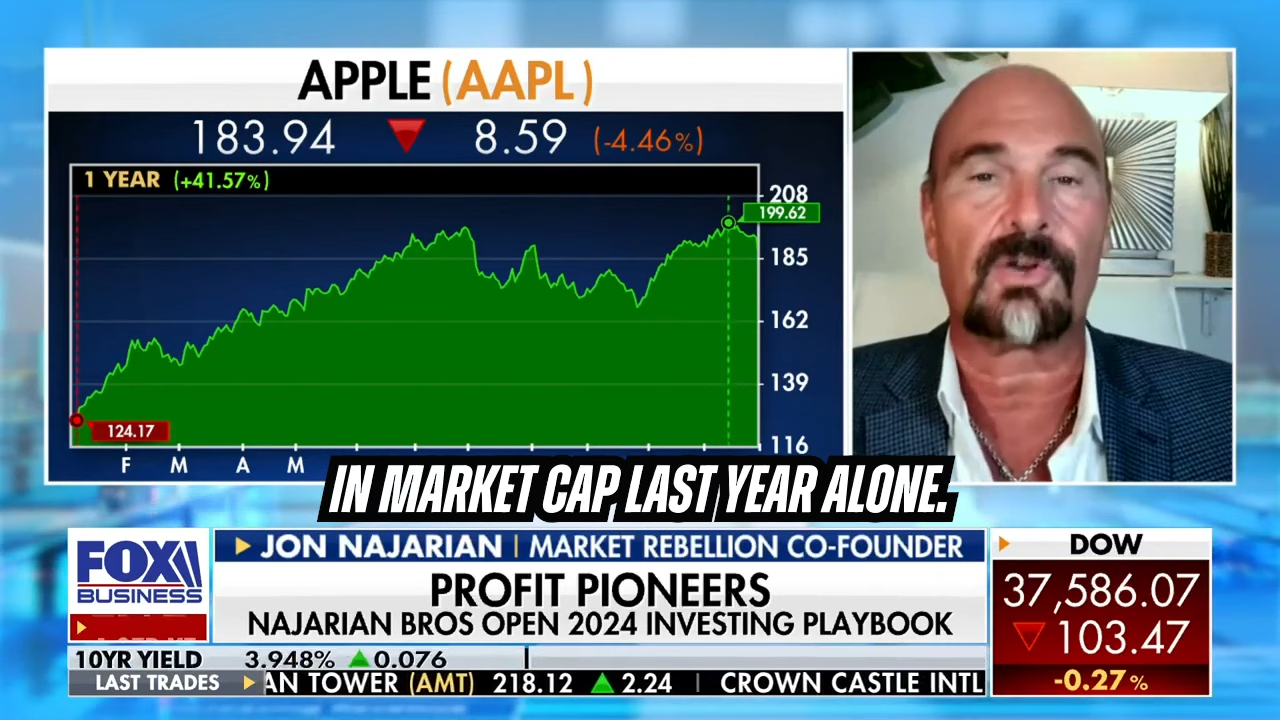 APPLE (AAPL)
183.94 ▼ 8.59 (-4.46%)
1 YEAR (+41.57%)
208
199.62
185
162
139
124.17
116
F M A M
IN MARKET CAP LAST YEAR ALONE.
FOX
BUSINESS
JON NAJARIAN | MARKET REBELLION CO-FOUNDER
PROFIT PIONEERS
NAJARIAN BROS OPEN 2024 INVESTING PLAYBOOK
DOW
37,586.07
▼ 103.47
-0.27%
10YR YIELD 3.948% ▲ 0.076
LAST TRADES AN TOWER (AMT) 218.12 ▲ 2.24 | CROWN CASTLE INTL